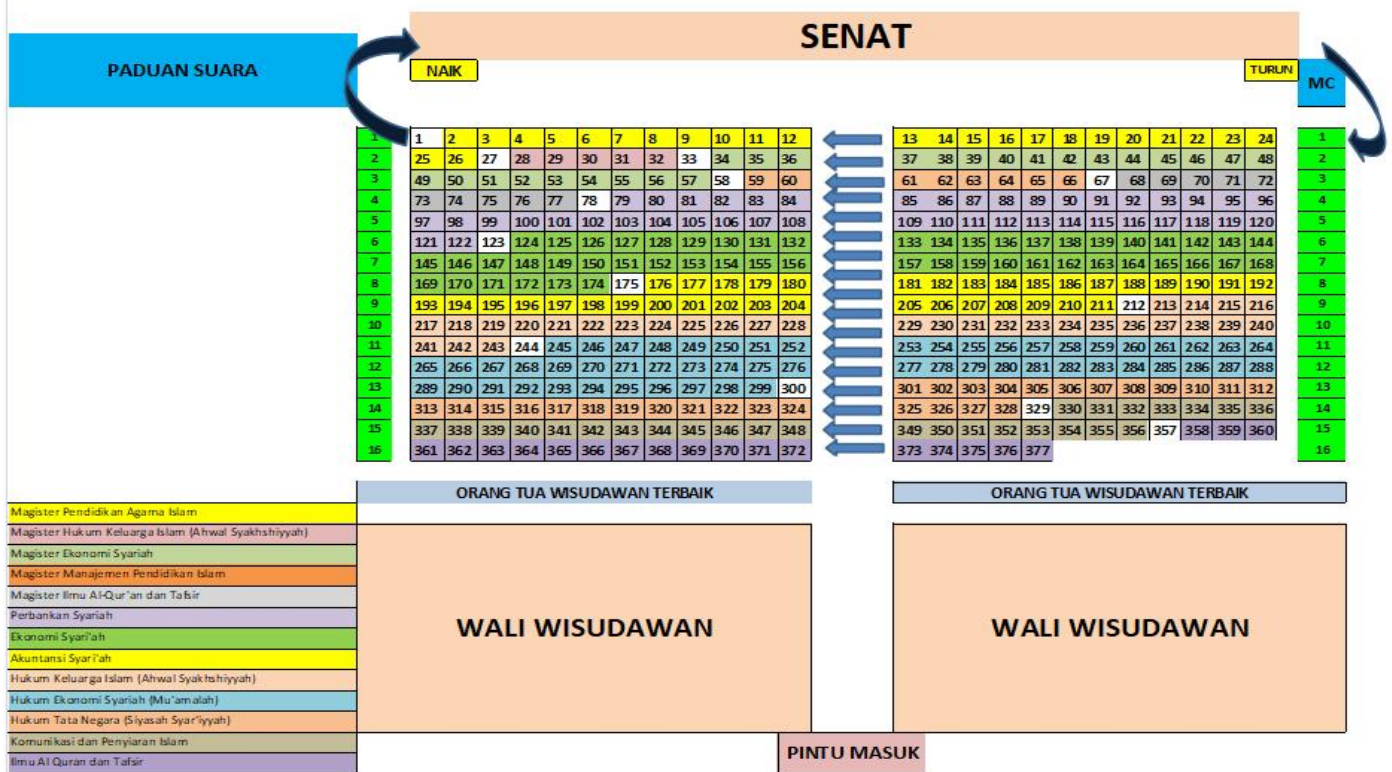 SENAT
PADUAN SUARA
NAIK
TURUN
MC
1 1 2 3 4 5 6 7 8 9 10 11 12 13 14 15 16 17 18 19 20 21 22 23 24 1
2 25 26 27 28 29 30 31 32 33 34 35 36 37 38 39 40 41 42 43 44 45 46 47 48 2
3 49 50 51 52 53 54 55 56 57 58 59 60 61 62 63 64 65 66 67 68 69 70 71 72 3
4 73 74 75 76 77 78 79 80 81 82 83 84 85 86 87 88 89 90 91 92 93 94 95 96 4
5 97 98 99 100 101 102 103 104 105 106 107 108 109 110 111 112 113 114 115 116 117 118 119 120 5
6 121 122 123 124 125 126 127 128 129 130 131 132 133 134 135 136 137 138 139 140 141 142 143 144 6
7 145 146 147 148 149 150 151 152 153 154 155 156 157 158 159 160 161 162 163 164 165 166 167 168 7
8 169 170 171 172 173 174 175 176 177 178 179 180 181 182 183 184 185 186 187 188 189 190 191 192 8
9 193 194 195 196 197 198 199 200 201 202 203 204 205 206 207 208 209 210 211 212 213 214 215 216 9
10 217 218 219 220 221 222 223 224 225 226 227 228 229 230 231 232 233 234 235 236 237 238 239 240 10
11 241 242 243 244 245 246 247 248 249 250 251 252 253 254 255 256 257 258 259 260 261 262 263 264 11
12 265 266 267 268 269 270 271 272 273 274 275 276 277 278 279 280 281 282 283 284 285 286 287 288 12
13 289 290 291 292 293 294 295 296 297 298 299 300 301 302 303 304 305 306 307 308 309 310 311 312 13
14 313 314 315 316 317 318 319 320 321 322 323 324 325 326 327 328 329 330 331 332 333 334 335 336 14
15 337 338 339 340 341 342 343 344 345 346 347 348 349 350 351 352 353 354 355 356 357 358 359 360 15
16 361 362 363 364 365 366 367 368 369 370 371 372 373 374 375 376 377 16
ORANG TUA WISUDAWAN TERBAIK
ORANG TUA WISUDAWAN TERBAIK
Magister Pendidikan Agama Islam
Magister Hukum Keluarga Islam (Ahwal Syakhshiyyah)
Magister Ekonomi Syariah
Magister Manajemen Pendidikan Islam
Magister Ilmu Al-Qur'an dan Tafsir
Perbankan Syariah
Ekonomi Syari'ah
Akuntansi Syari'ah
Hukum Keluarga Islam (Ahwal Syakhshiyyah)
Hukum Ekonomi Syariah (Mu'amalah)
Hukum Tata Negara (Siyasah Syar'iyyah)
Komunikasi dan Penyiaran Islam
Ilmu Al Quran dan Tafsir
WALI WISUDAWAN
WALI WISUDAWAN
PINTU MASUK